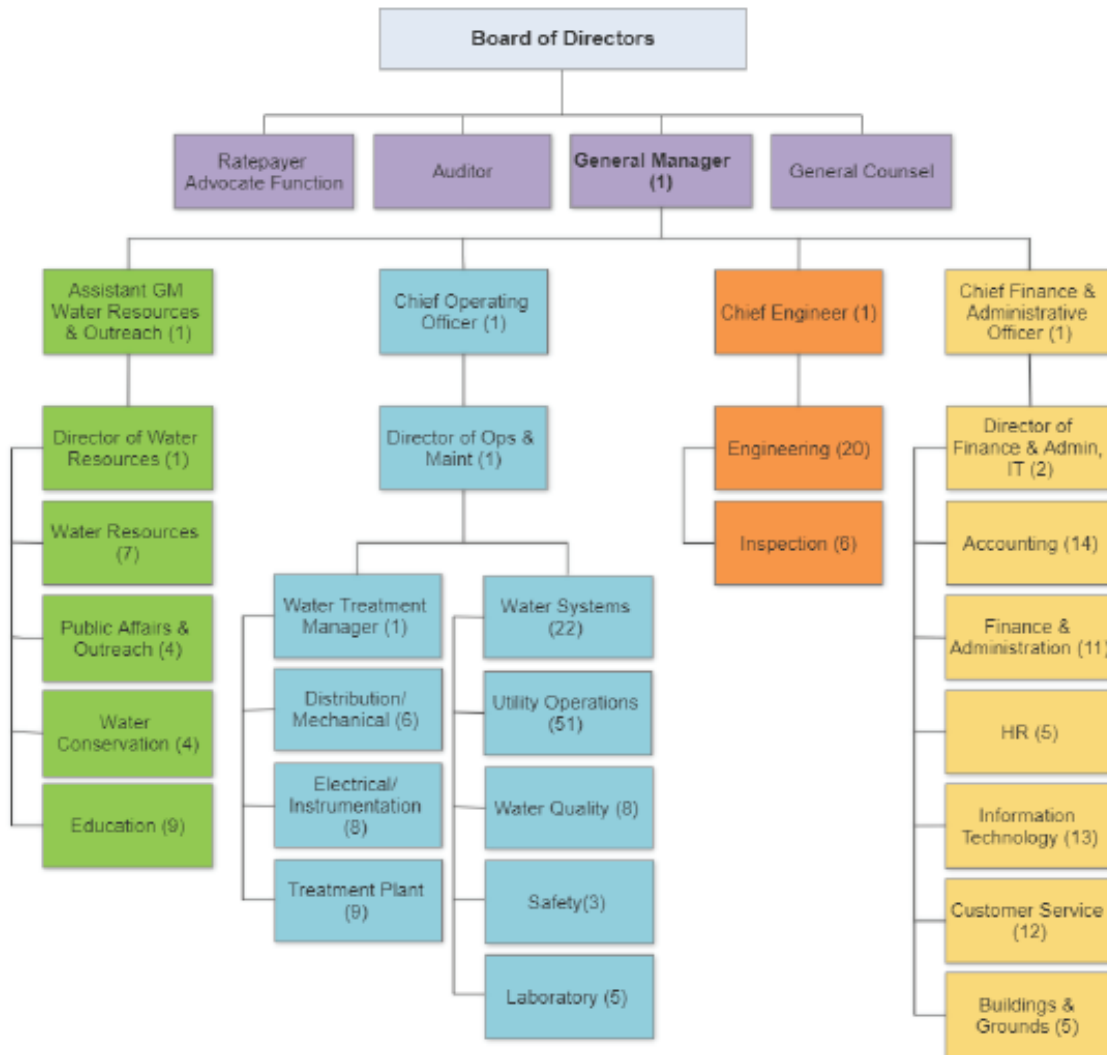 Board of Directors
Ratepayer
Advocate Function
Auditor
General Manager
(1)
General Counsel
Assistant GM
Water Resources
& Outreach (1)
Chief Operating
Officer (1)
Chief Engineer (1)
Chief Finance &
Administrative
Officer (1)
Director of Water
Resources (1)
Water Resources
(7)
Public Affairs &
Outreach (4)
Water
Conservation (4)
Education (9)
Director of Ops &
Maint (1)
Water Treatment
Manager (1)
Distribution/
Mechanical (6)
Electrical/
Instrumentation
(8)
Treatment Plant
(9)
Water Systems
(22)
Utility Operations
(51)
Water Quality (8)
Safety(3)
Laboratory (5)
Engineering (20)
Inspection (6)
Director of
Finance & Admin,
IT (2)
Accounting (14)
Finance &
Administration (11)
HR (5)
Information
Technology (13)
Customer Service
(12)
Buildings &
Grounds (5)